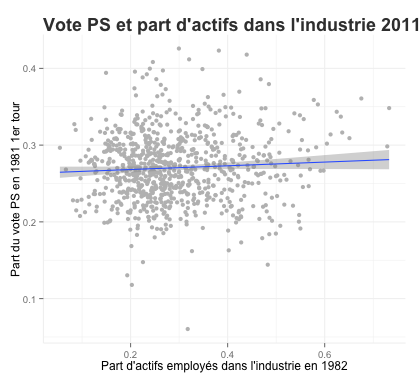 Vote PS et part d'actifs dans l'industrie 2011
Part du vote PS en 1981 1er tour
0.4
0.3
0.2
0.1
0.2
0.4
0.6
Part d'actifs employés dans l'industrie en 1982